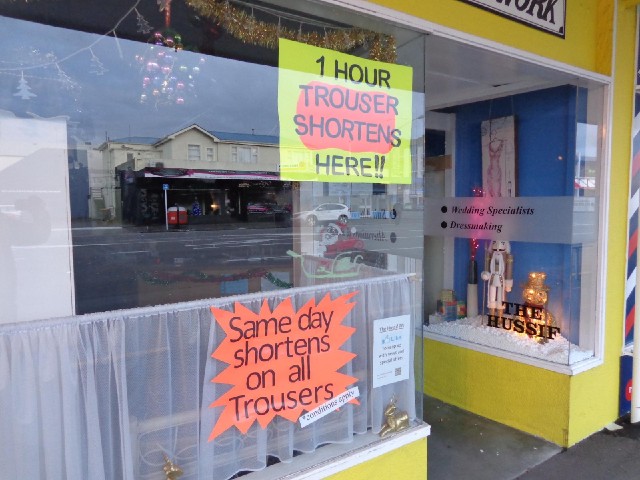 WORK
1 HOUR
TROUSER
SHORTENS
HERE!!
Wedding Specialists
Dressmaking
THE
HUSSIF
Same day
shortens
on all
Trousers.
*conditions apply